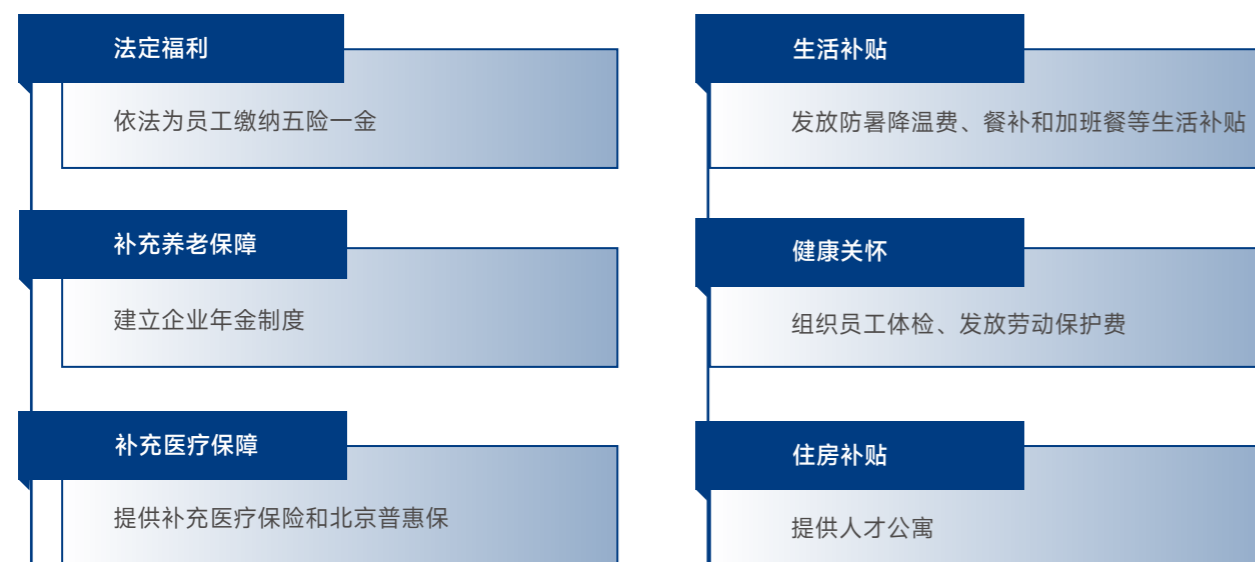 法定福利
依法为员工缴纳五险一金
补充养老保障
建立企业年金制度
补充医疗保障
提供补充医疗保险和北京普惠保
生活补贴
发放防暑降温费、餐补和加班餐等生活补贴
健康关怀
组织员工体检、发放劳动保护费
住房补贴
提供人才公寓